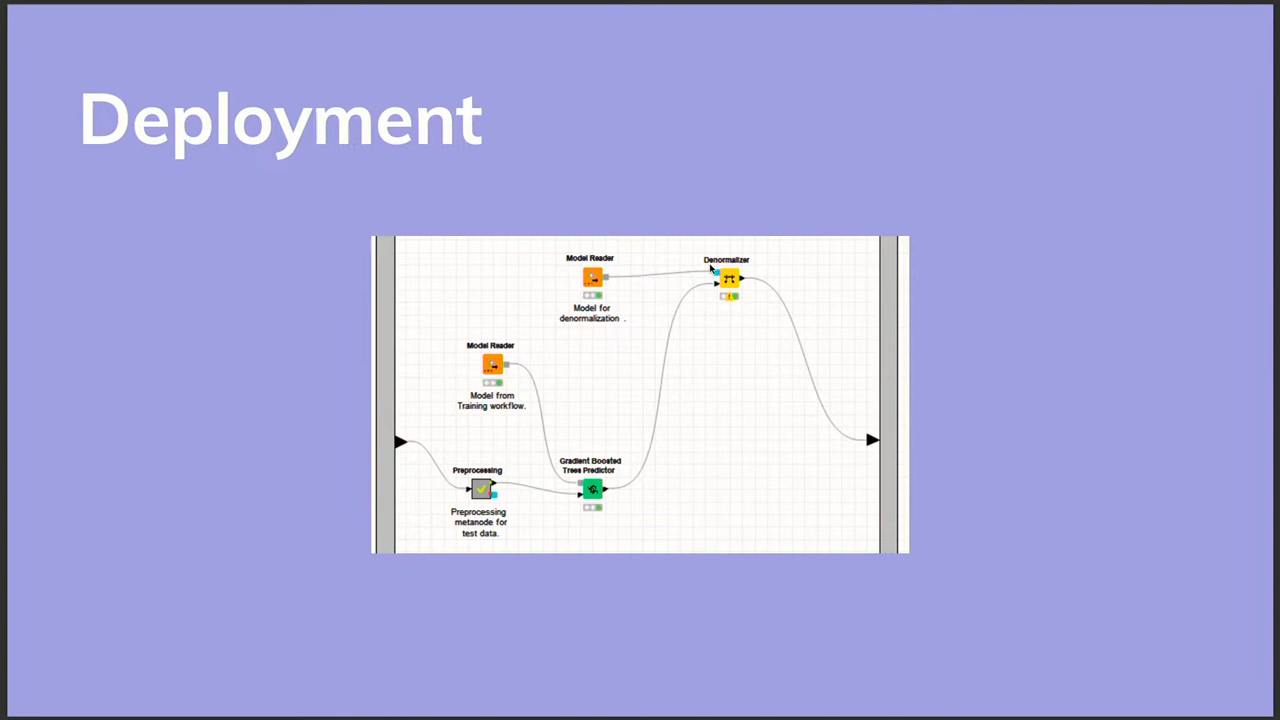 Deployment
Model Reader
Model for
denormalization .
Denormalizer
Model Reader
Model from
Training workflow.
Preprocessing
Preprocessing
metanode for
test data.
Gradient Boosted
Trees Predictor